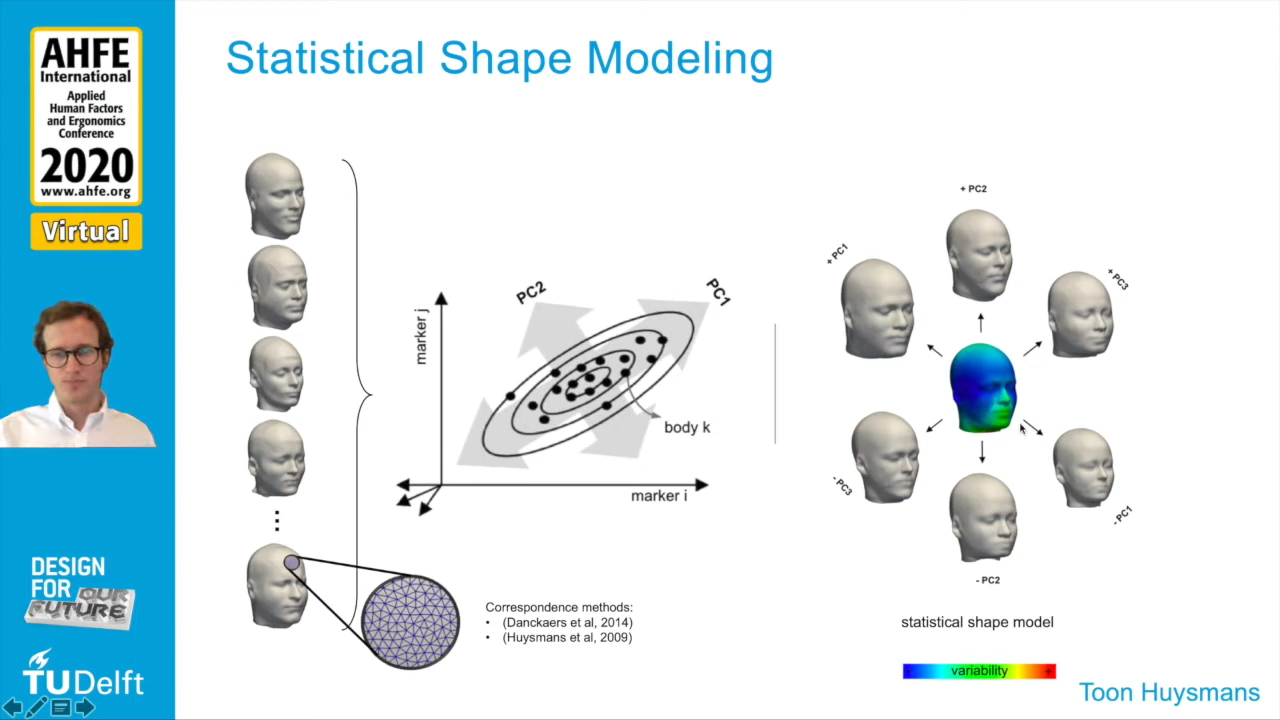 AHFE
International
Applied
Human Factors
and Ergonomics
Conference
2020
www.ahfe.org
Virtual
DESIGN
FOR OUR
FUTURE
TUDelft
Statistical Shape Modeling
marker j
PC2
PC1
body k
marker i
Correspondence methods:
• (Danckaers et al, 2014)
• (Huysmans et al, 2009)
+ PC2
+ PC1
+ PC3
- PC3
- PC1
- PC2
statistical shape model
- variability +
Toon Huysmans